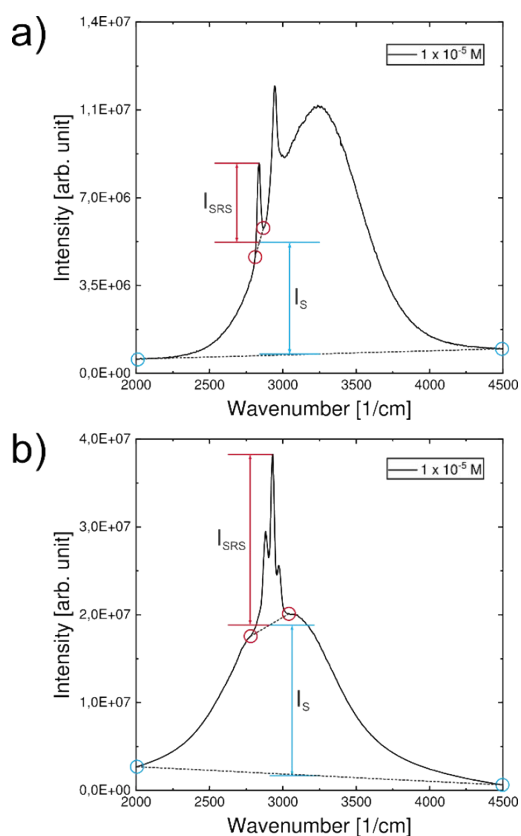 a)
1,4E+07
1,1E+07
7,0E+06
3,5E+06
0,0E+00
Intensity [arb. unit]
1 x 10⁻⁵ M
I_SRS
I_S
2000 2500 3000 3500 4000 4500
Wavenumber [1/cm]
b)
4,0E+07
3,0E+07
2,0E+07
1,0E+07
0,0E+00
Intensity [arb. unit]
1 x 10⁻⁵ M
I_SRS
I_S
2000 2500 3000 3500 4000 4500
Wavenumber [1/cm]